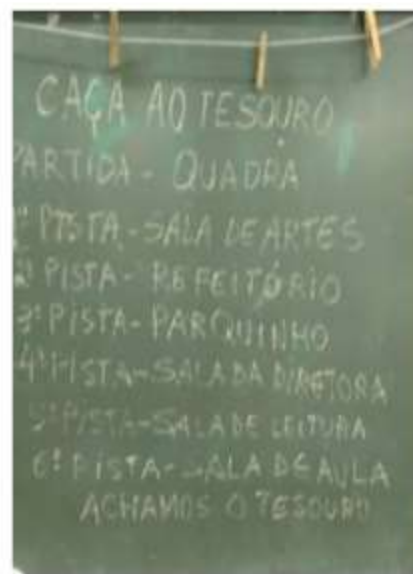 CAÇA AO TESOURO
PARTIDA - QUADRA
1ª PISTA - SALA DE ARTES
2ª PISTA - REFEITÓRIO
3ª PISTA - PARQUINHO
4ª PISTA - SALA DA DIRETORA
5ª PISTA - SALA DE LEITURA
6ª PISTA - SALA DE AULA
ACHAMOS O TESOURO